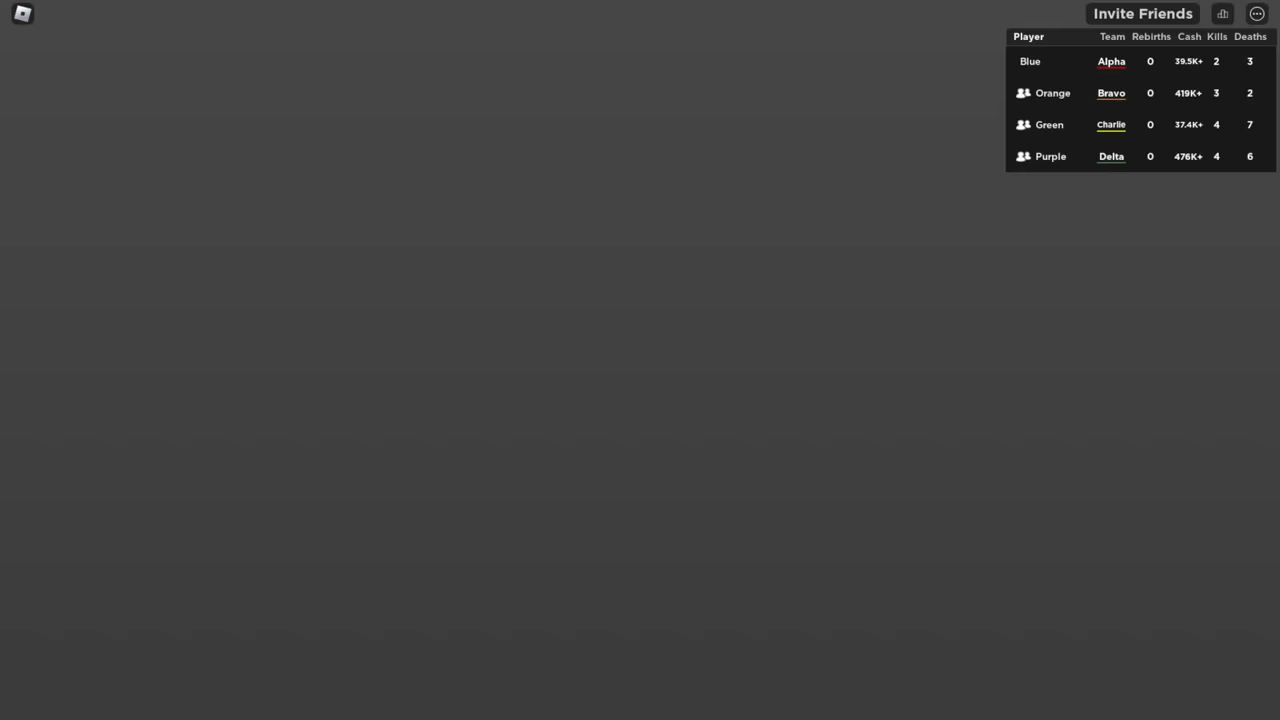 Invite Friends
Player Team Rebirths Cash Kills Deaths
Blue Alpha 0 39.5K+ 2 3
Orange Bravo 0 419K+ 3 2
Green Charlie 0 37.4K+ 4 7
Purple Delta 0 476K+ 4 6